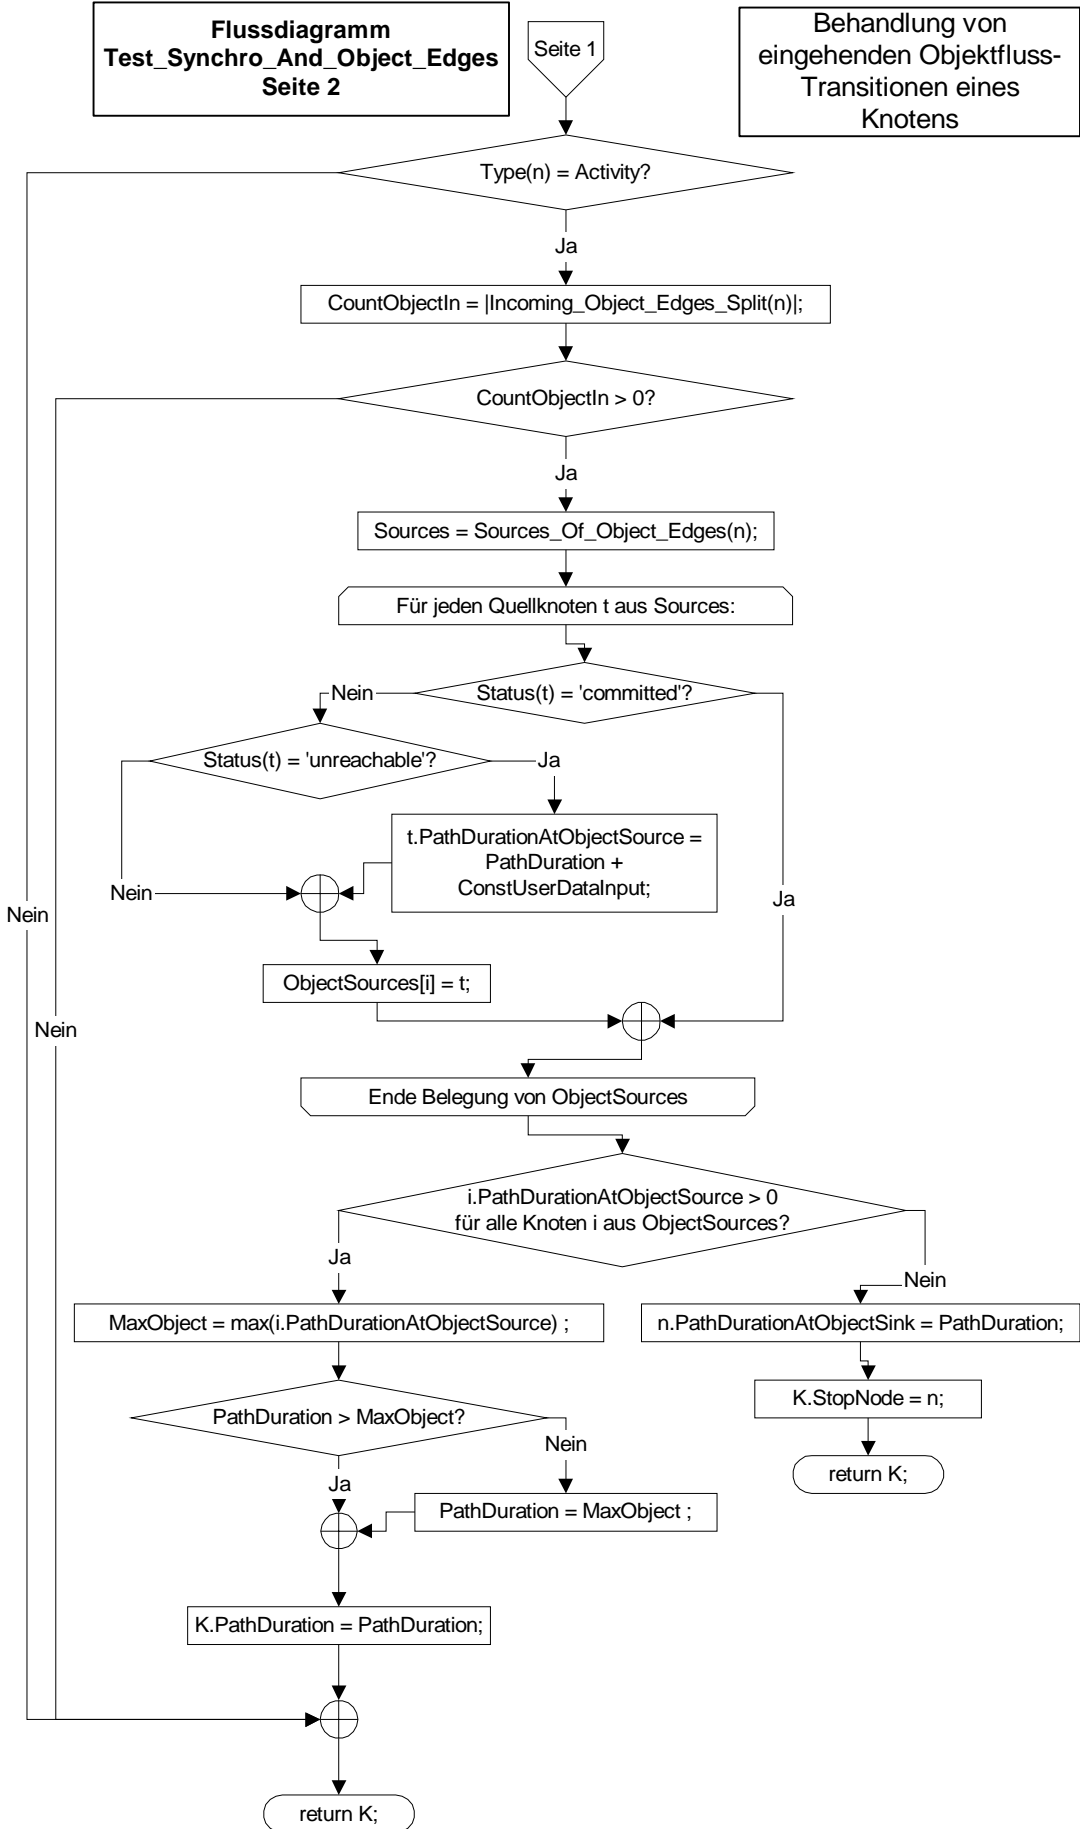 Flussdiagramm
Test_Synchro_And_Object_Edges
Seite 2
Seite 1
Behandlung von
eingehenden Objektfluss-
Transitionen eines
Knotens
Type(n) = Activity?
Ja
CountObjectIn = |Incoming_Object_Edges_Split(n)|;
CountObjectIn > 0?
Ja
Sources = Sources_Of_Object_Edges(n);
Für jeden Quellknoten t aus Sources:
Status(t) = 'committed'?
Nein
Status(t) = 'unreachable'?
Ja
t.PathDurationAtObjectSource =
PathDuration +
ConstUserDataInput;
Nein
Ja
Nein
ObjectSources[i] = t;
Nein
Ende Belegung von ObjectSources
i.PathDurationAtObjectSource > 0
für alle Knoten i aus ObjectSources?
Ja
Nein
MaxObject = max(i.PathDurationAtObjectSource) ;
n.PathDurationAtObjectSink = PathDuration;
K.StopNode = n;
PathDuration > MaxObject?
Nein
return K;
Ja
PathDuration = MaxObject ;
K.PathDuration = PathDuration;
return K;